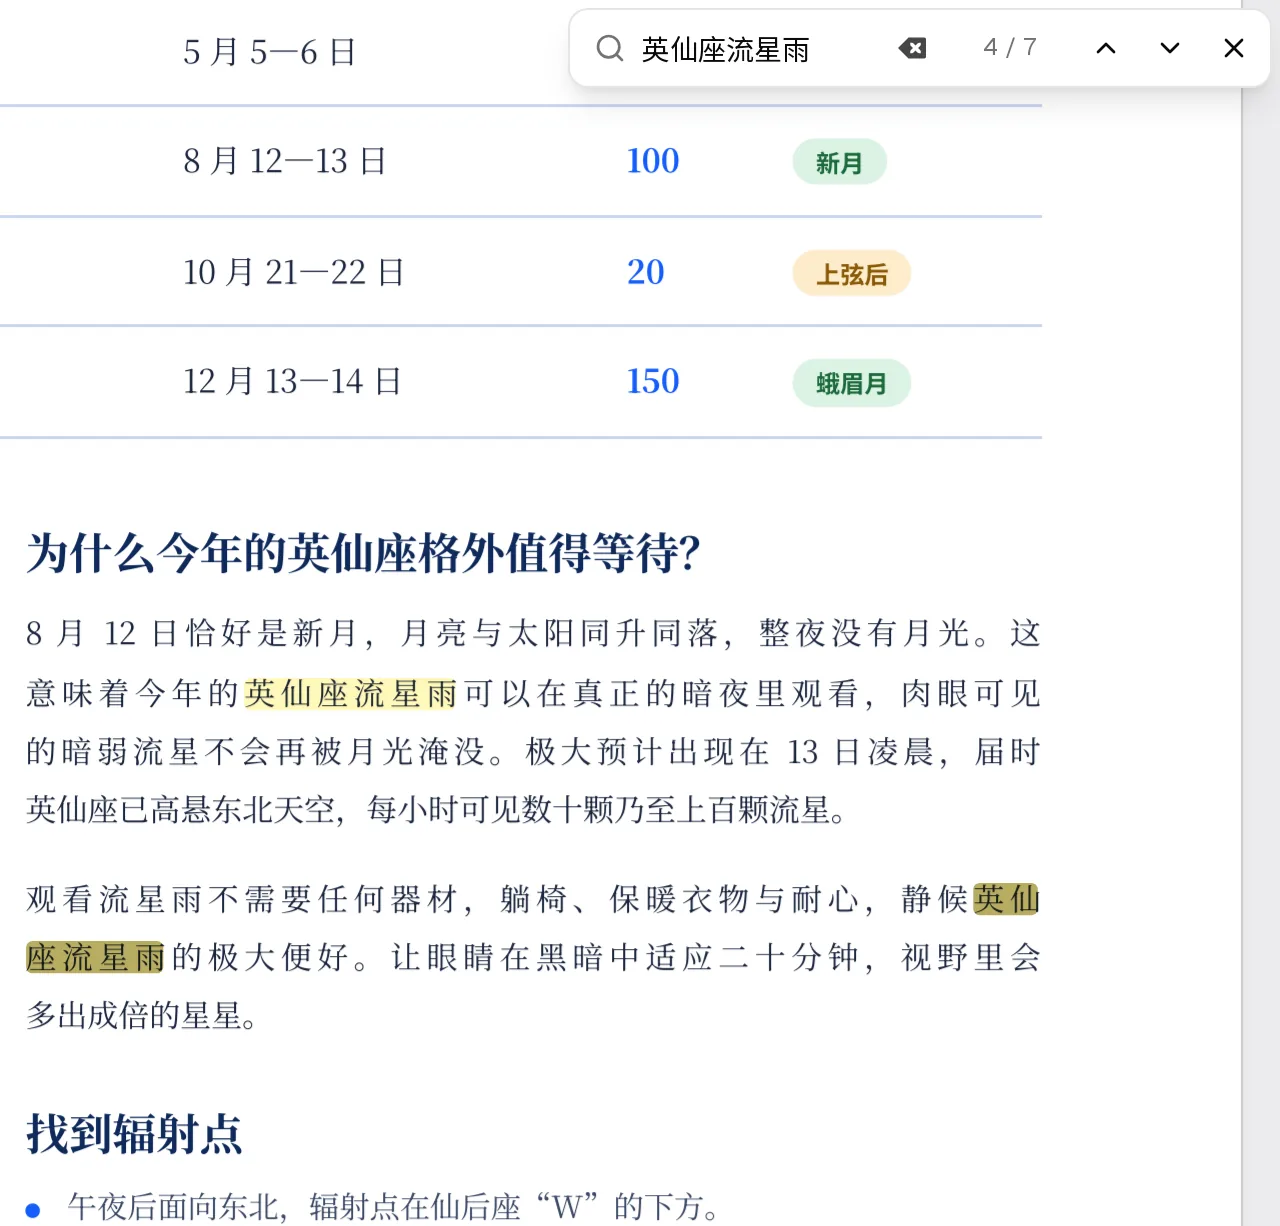 英仙座流星雨 4 / 7
5 月 5—6 日
8 月 12—13 日 100 新月
10 月 21—22 日 20 上弦后
12 月 13—14 日 150 蛾眉月
为什么今年的英仙座格外值得等待？
8 月 12 日恰好是新月，月亮与太阳同升同落，整夜没有月光。这
意味着今年的英仙座流星雨可以在真正的暗夜里观看，肉眼可见
的暗弱流星不会再被月光淹没。极大预计出现在 13 日凌晨，届时
英仙座已高悬东北天空，每小时可见数十颗乃至上百颗流星。
观看流星雨不需要任何器材，躺椅、保暖衣物与耐心，静候英仙
座流星雨的极大便好。让眼睛在黑暗中适应二十分钟，视野里会
多出成倍的星星。
找到辐射点
● 午夜后面向东北，辐射点在仙后座“W”的下方。